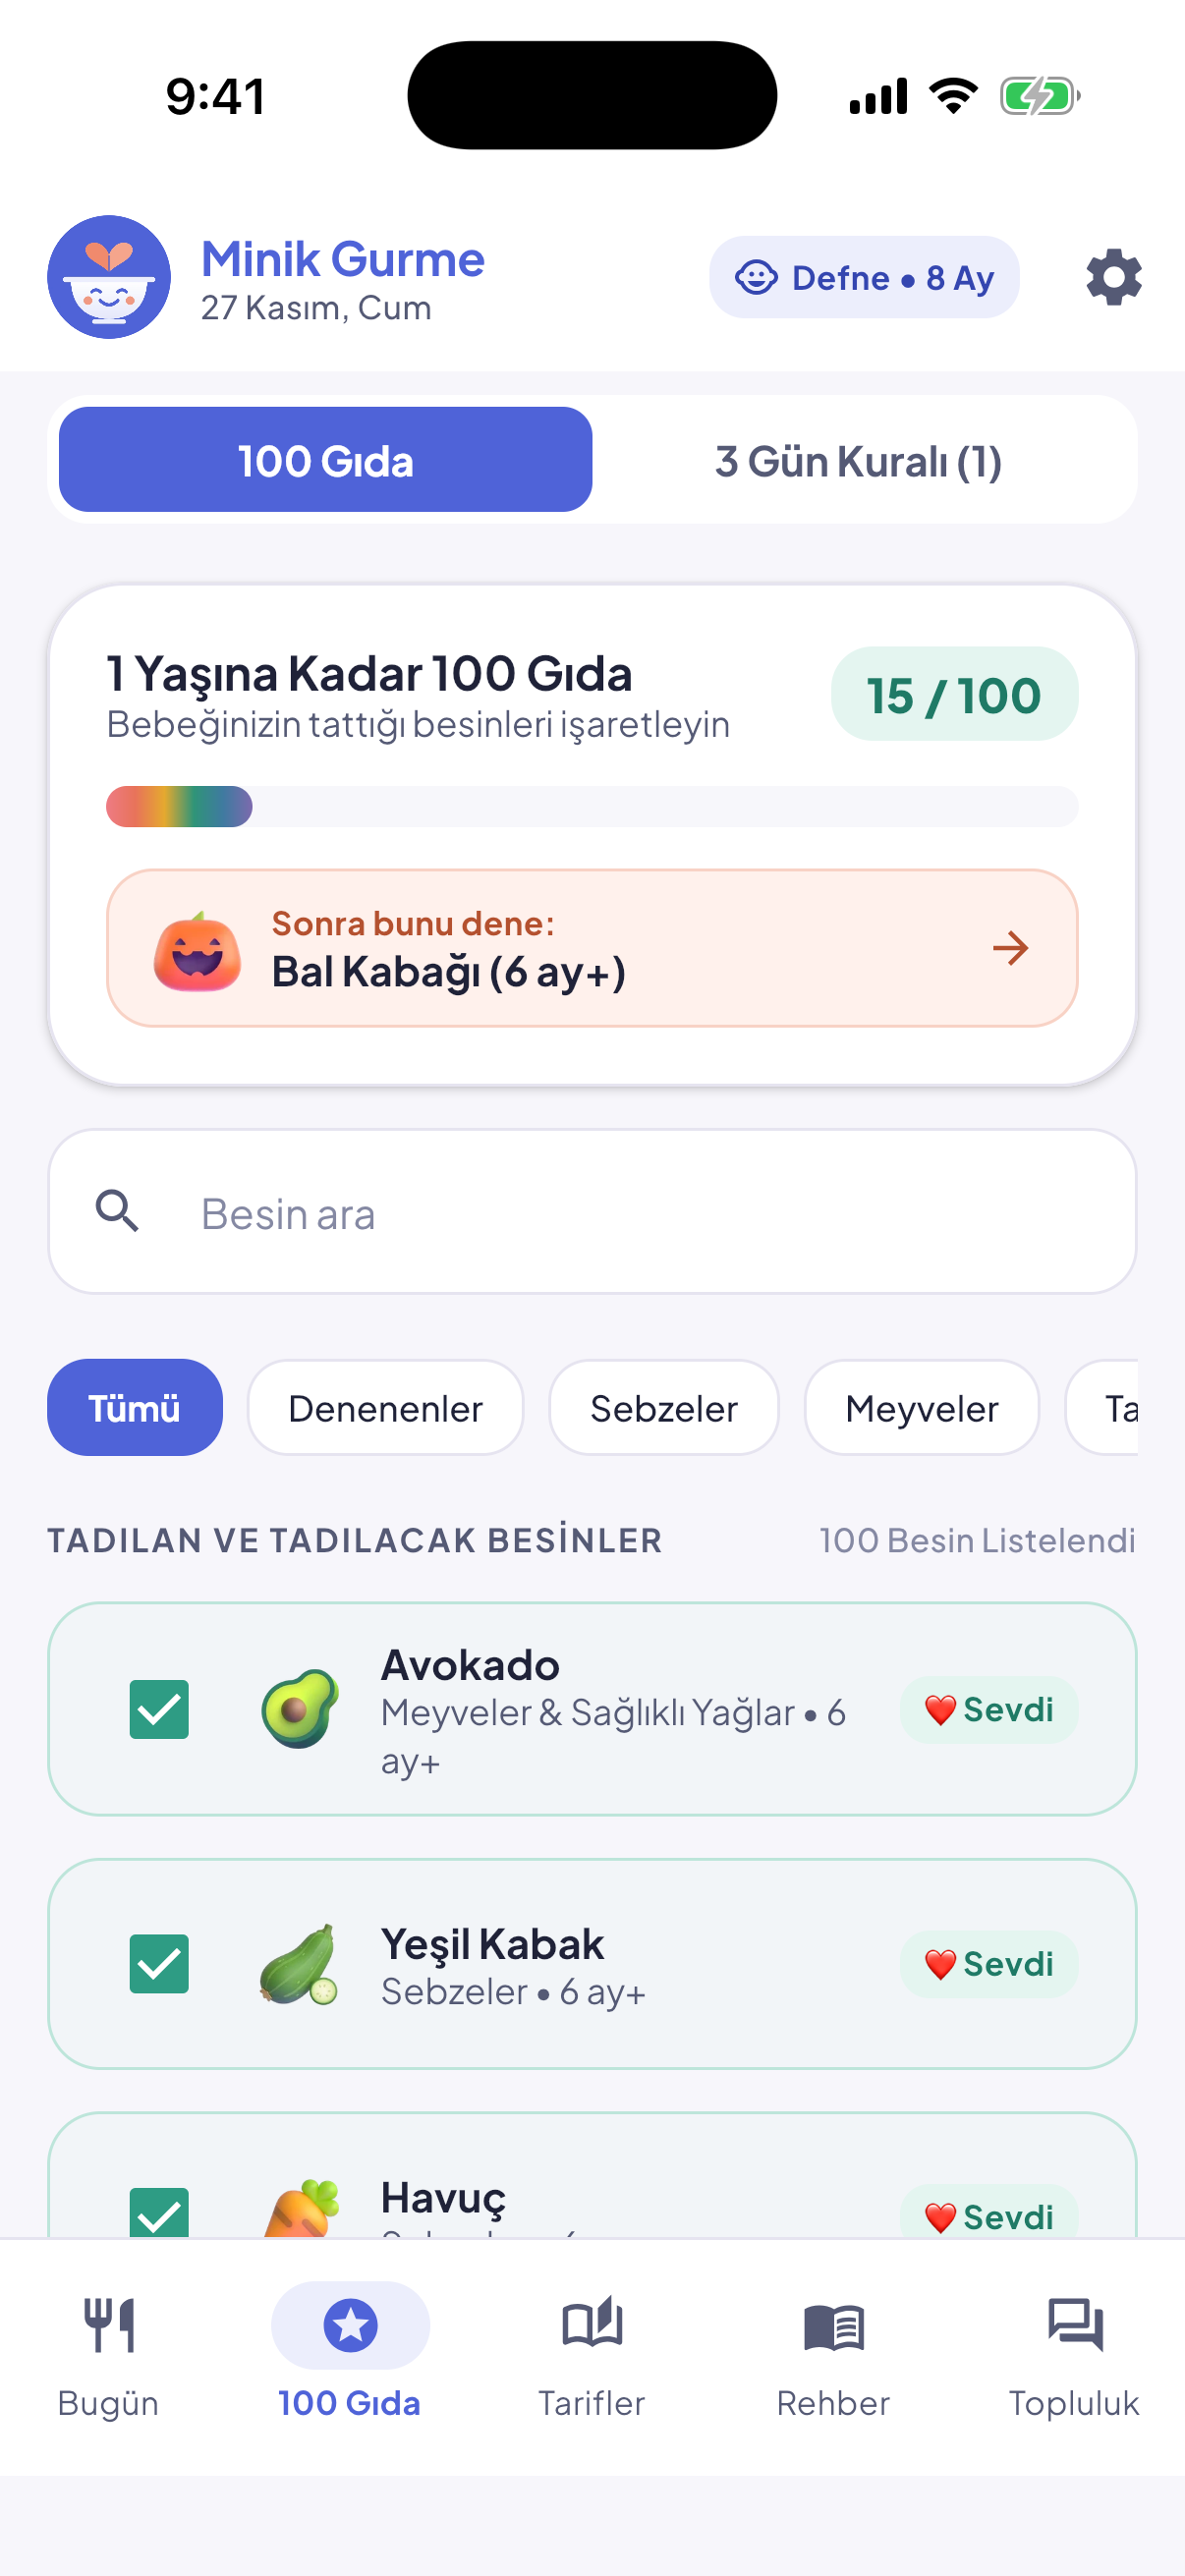 9:41
Minik Gurme
27 Kasım, Cum
Defne • 8 Ay
100 Gıda
3 Gün Kuralı (1)
1 Yaşına Kadar 100 Gıda
Bebeğinizin tattığı besinleri işaretleyin
15 / 100
Sonra bunu dene:
Bal Kabağı (6 ay+)
Besin ara
Tümü
Denenenler
Sebzeler
Meyveler
TADILAN VE TADILACAK BESİNLER
100 Besin Listelendi
Avokado
Meyveler & Sağlıklı Yağlar • 6
ay+
❤️ Sevdi
Yeşil Kabak
Sebzeler • 6 ay+
❤️ Sevdi
Havuç
❤️ Sevdi
Bugün
100 Gıda
Tarifler
Rehber
Topluluk